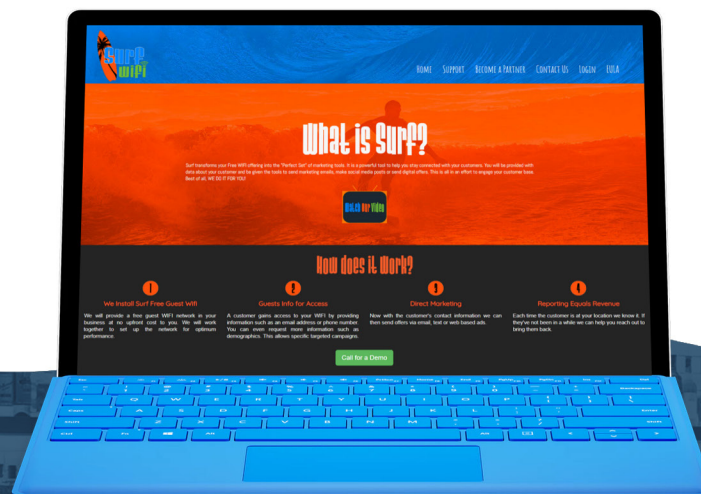 Surf
wifi
Home Support Become a Partner Contact Us Login EULA
What is Surf?
Surf transforms your Free WIFI offering into the "Perfect Set" of marketing tools. It is a powerful tool to help you stay connected with your customers. You will be provided with
data about your customer and be given the tools to send marketing emails, make social media posts or send digital offers. This is all in an effort to engage your customer base.
Best of all, WE DO IT FOR YOU!
Watch Our Video
How does it Work?
We Install Surf Free Guest Wifi
We will provide a free guest WIFI network in your
business at no upfront cost to you. We will work
together to set up the network for optimum
performance.
Guests Info for Access
A customer gains access to your WIFI by providing
information such as an email address or phone number.
You can even request more information such as
demographics. This allows specific targeted campaigns.
Direct Marketing
Now with the customer's contact information we can
then send offers via email, text or web based ads.
Reporting Equals Revenue
Each time the customer is at your location we know it. If
they've not been in a while we can help you reach out to
bring them back.
Call for a Demo
Q W E R T Y U I O P
A S D F G H J K L
Z X C V B N M